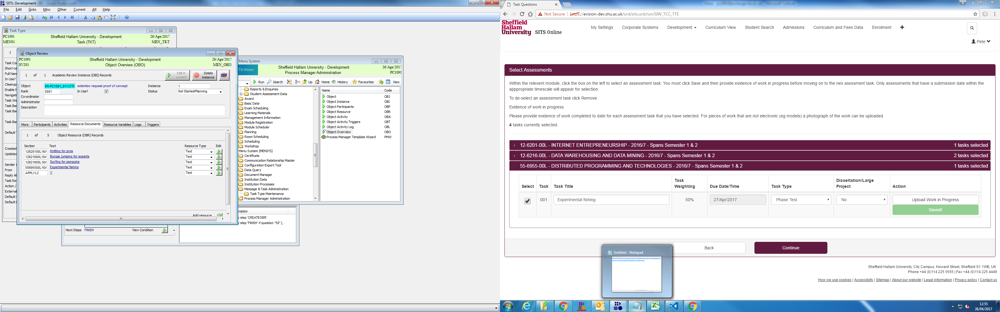 SITS: Development
File Edit Goto Misc Other Current All Help
Task Type
PC1091 Sheffield Hallam University - Development 26/Apr/2017
MEN01 Task (TKT) MEN_TKT
1
Task Co
Short na
Full Nam
In Use?
Cleanup
Enable N
Navigati
Task We
Task Bar
Task Bar
Task Bar
Default T
Created
Updated
Sender (
From
Reply Al
Task Re
Action /
External
Default S
Default
Object Review
PC1091 Sheffield Hallam University - Development 26/Apr/2017
SV203 Object Overview (OBO) MEN_OBI3
1 of 1 Academic Review Instance (OBI) Records Edit in wizard Delete Instance UDF
Object ER-PC1091_8113778 extention request proof of concept Instance 1
Rank 0001 In Use? Status Not Started/Planning
Co-ordinator
Administrator
Description
More Participants Activities Resource Documents Resource Variables Logs Triggers
1 of 5 Object Resource (OBR) Records
Section Text Resource Type Edit
12620100L16A Knitting for pros Text
12621600L16A Bungie Jumping for experts Text
12621600L16A Surfing for penguins Text
55695500L16A Experimental fishing Text
APPLYLC Y Text
Add resource
Next Steps FINISH View Condition
cription
o step 'CREATEOBR'.
o step 'FINISH' if question "50" [...
Menu System
TS:Vision Sheffield Hallam University - Development 26/Apr/2017
Process Manager Administration PC1091
Run Search Up Home History Favourites View
Reports & Enquiries
Student Assessment Data
Award
Basic Data
Exam Scheduling
Learning Materials
Management Information
Module Registration
Module Scheduler
Planning
Room Scheduling
Scheduling
Workshop
Menu System (MENSYS)
Certificate
Communication Relationship Master
Configuration Export Tool
Data Query
Document Manager
Institution Data
Institution Processes
Message & Task Administration
Task Type Maintenance
Process Manager Administration
Name Code
Object OBJ
Object Instance OBI
Object Participants OBP
Object Resource OBR
Object Activity OBA
Object Activity Triggers OBT
Object Activity Log OBL
Object Overview OBO
Process Manager Template Wizard PMW
Task Questions
Not Secure https://evision-dev.shu.ac.uk/urd/sits.urd/run/SIW_TCC_TTE
Sheffield
Hallam
University SITS Online
My Settings Corporate Systems Development Curriculum View Student Search Admissions Curriculum and Fees Data Enrolment
Pete
Select Assessments
Within the relevent module, click the box on the left to select an assessment task. You must click Save and then provide evidence of work in progress before moving on to the nex asessment task. Only assessments that have a submission date within the
apppropriate timescale will appear for selection.
To de-select an assessment task click Remove
Evidence of work in progress
Please provide evidence of work completed to date for each assessment task that you have selected. For pieces of work that are not electronic (eg models) a photograph of the work can be uploaded.
4 tasks currently selected.
12-6201-00L - INTERNET ENTREPRENEURSHIP - 2016/7 - Spans Semester 1 & 2 1 tasks selected
12-6216-00L - DATA WAREHOUSING AND DATA MINING - 2016/7 - Spans Semester 1 & 2 2 tasks selected
55-6955-00L - DISTRIBUTED PROGRAMMING AND TECHNOLOGIES - 2016/7 - Spans Semester 1 & 2 1 tasks selected
Select Task Task Title Task Weighting Due Date/Time Task Type Dissertation/Large Project Action
001 Experimental fishing 50% 27/Apr/2017 Phase Test No Upload Work in Progress
Saved!
Back Continue
Untitled - Notepad
Sheffield Hallam University, City Campus, Howard Street, Sheffield S1 1WB, UK
Phone +44 (0)114 225 5555 | Fax +44 (0)114 225 4449
How we use cookies | Accessibilty | Sitemap | About our website | Legal information | Privacy policy | Contact us
12:55
26/04/2017